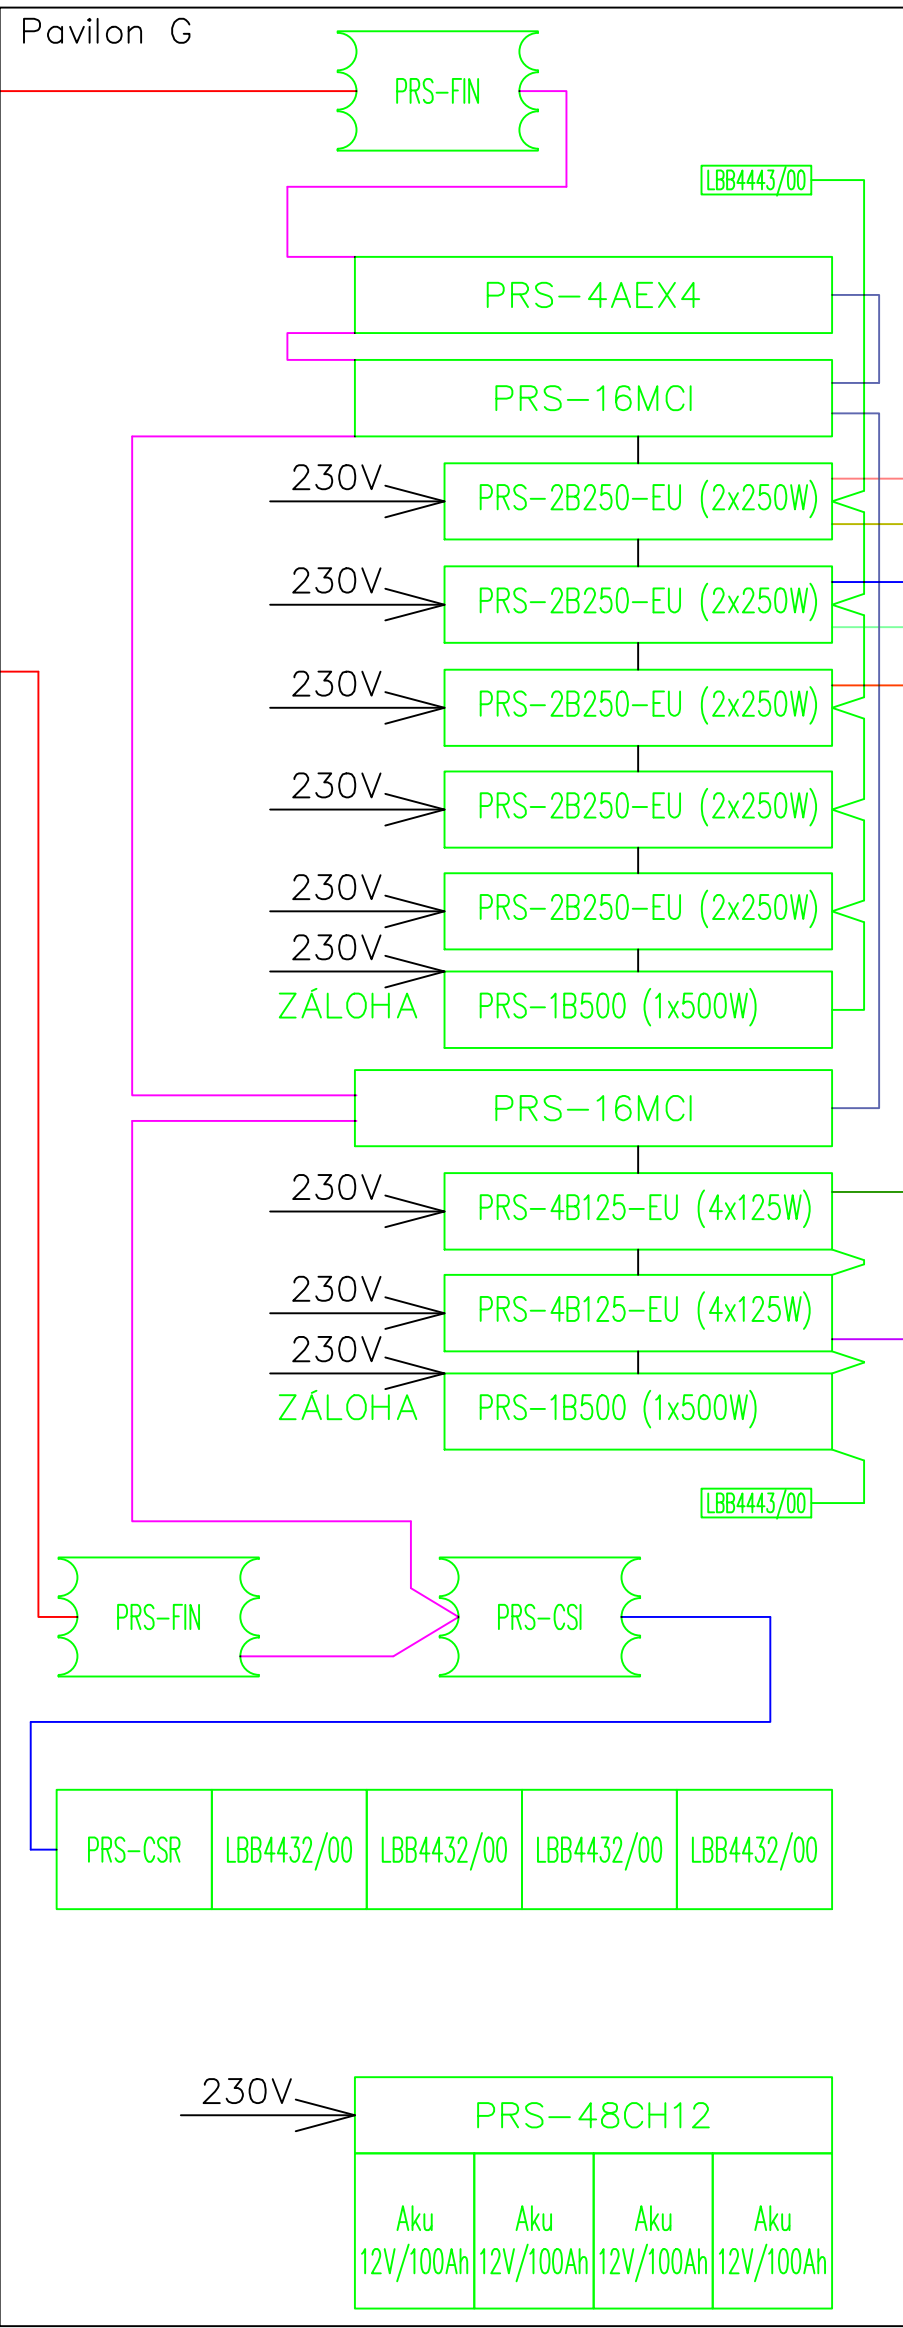 Pavilon G
PRS-FIN
LBB4443/00
PRS-4AEX4
PRS-16MCI
230V
PRS-2B250-EU (2x250W)
230V
PRS-2B250-EU (2x250W)
230V
PRS-2B250-EU (2x250W)
230V
PRS-2B250-EU (2x250W)
230V
PRS-2B250-EU (2x250W)
230V
ZÁLOHA
PRS-1B500 (1x500W)
PRS-16MCI
230V
PRS-4B125-EU (4x125W)
230V
PRS-4B125-EU (4x125W)
230V
ZÁLOHA
PRS-1B500 (1x500W)
LBB4443/00
PRS-FIN
PRS-CSI
PRS-CSR
LBB4432/00
LBB4432/00
LBB4432/00
LBB4432/00
230V
PRS-48CH12
Aku
12V/100Ah
Aku
12V/100Ah
Aku
12V/100Ah
Aku
12V/100Ah